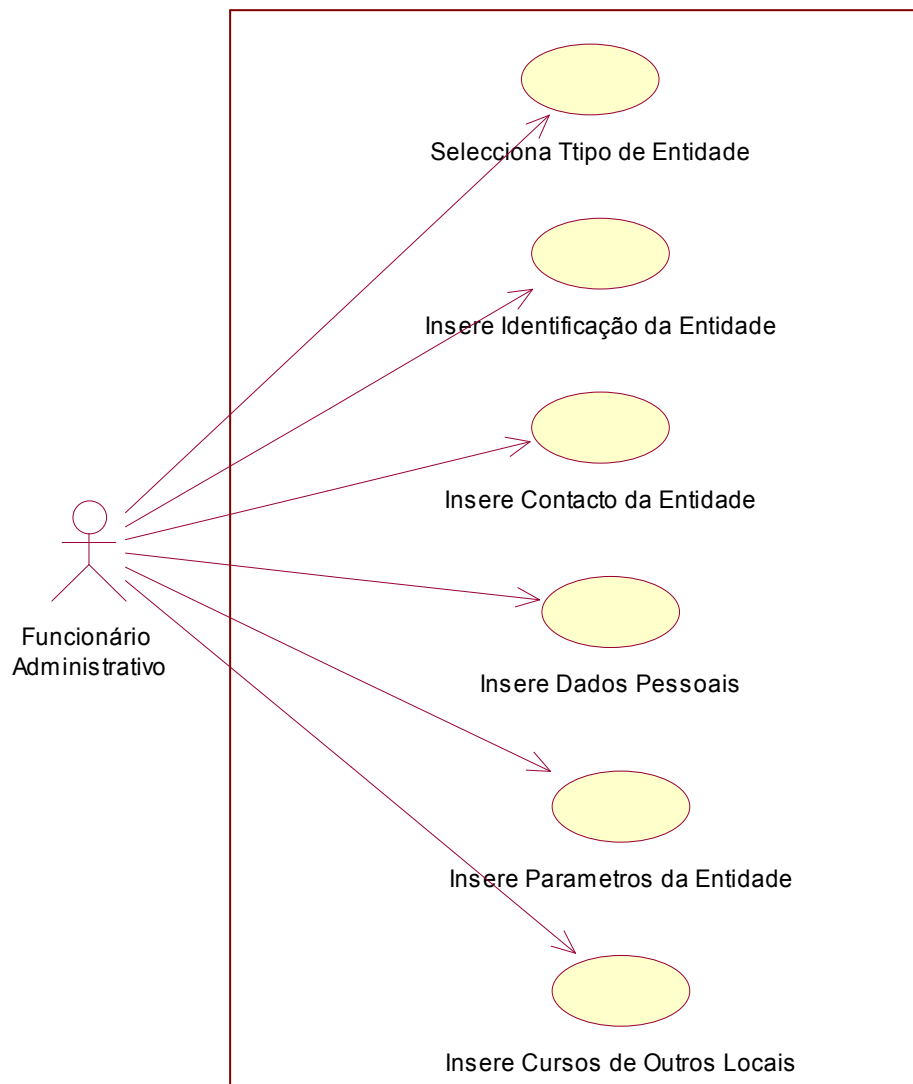 Selecciona Ttipo de Entidade
Insere Identificação da Entidade
Insere Contacto da Entidade
Funcionário
Administrativo
Insere Dados Pessoais
Insere Parametros da Entidade
Insere Cursos de Outros Locais